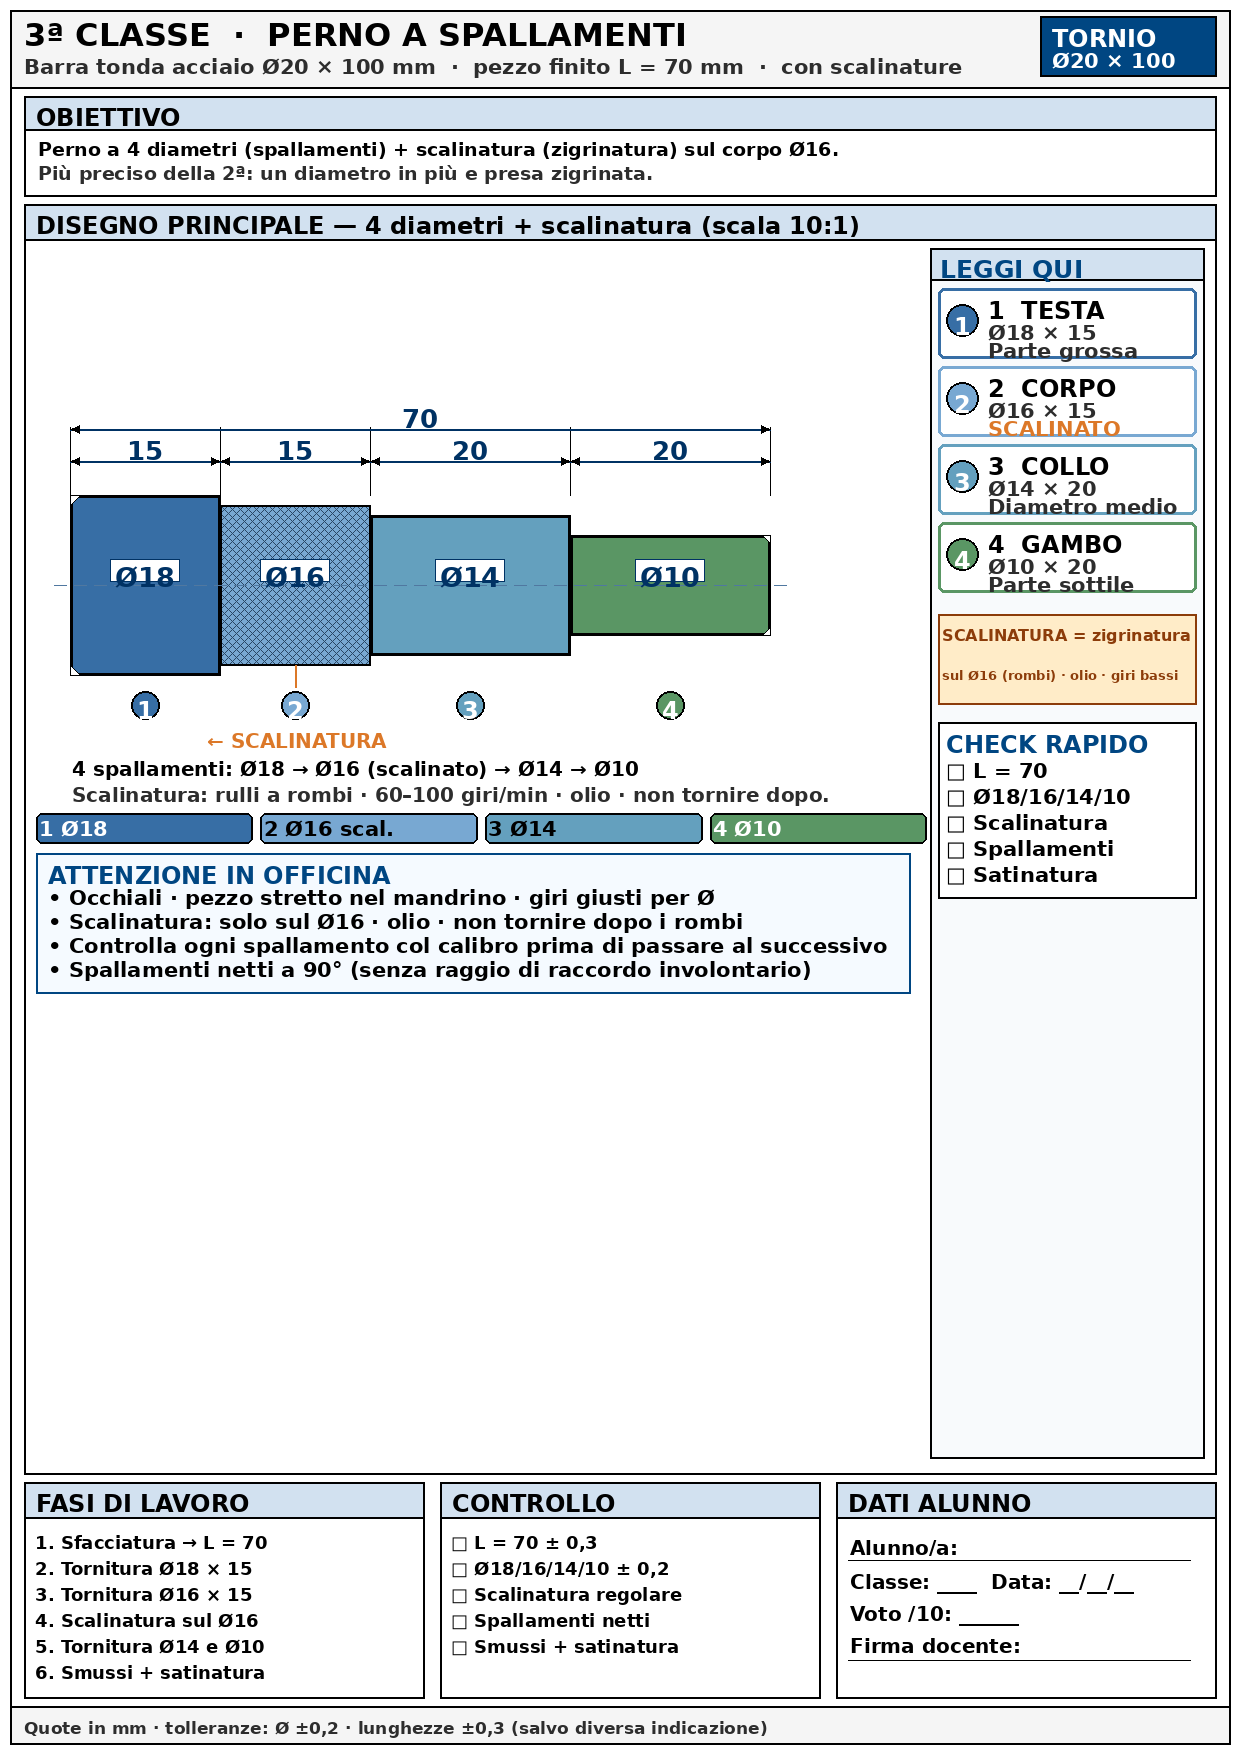 3ª CLASSE · PERNO A SPALLAMENTI
Barra tonda acciaio Ø20 × 100 mm · pezzo finito L = 70 mm · con scalinature
TORNIO
Ø20 × 100
OBIETTIVO
Perno a 4 diametri (spallamenti) + scalinatura (zigrinatura) sul corpo Ø16.
Più preciso della 2ª: un diametro in più e presa zigrinata.
DISEGNO PRINCIPALE — 4 diametri + scalinatura (scala 10:1)
70
15
15
20
20
Ø18
Ø16
Ø14
Ø10
1
2
3
4
← SCALINATURA
4 spallamenti: Ø18 → Ø16 (scalinato) → Ø14 → Ø10
Scalinatura: rulli a rombi · 60–100 giri/min · olio · non tornire dopo.
1 Ø18
2 Ø16 scal.
3 Ø14
4 Ø10
ATTENZIONE IN OFFICINA
• Occhiali · pezzo stretto nel mandrino · giri giusti per Ø
• Scalinatura: solo sul Ø16 · olio · non tornire dopo i rombi
• Controlla ogni spallamento col calibro prima di passare al successivo
• Spallamenti netti a 90° (senza raggio di raccordo involontario)
LEGGI QUI
1
1 TESTA
Ø18 × 15
Parte grossa
2
2 CORPO
Ø16 × 15
SCALINATO
3
3 COLLO
Ø14 × 20
Diametro medio
4
4 GAMBO
Ø10 × 20
Parte sottile
SCALINATURA = zigrinatura
sul Ø16 (rombi) · olio · giri bassi
CHECK RAPIDO
□ L = 70
□ Ø18/16/14/10
□ Scalinatura
□ Spallamenti
□ Satinatura
FASI DI LAVORO
1. Sfacciatura → L = 70
2. Tornitura Ø18 × 15
3. Tornitura Ø16 × 15
4. Scalinatura sul Ø16
5. Tornitura Ø14 e Ø10
6. Smussi + satinatura
CONTROLLO
□ L = 70 ± 0,3
□ Ø18/16/14/10 ± 0,2
□ Scalinatura regolare
□ Spallamenti netti
□ Smussi + satinatura
DATI ALUNNO
Alunno/a:
Classe: ____ Data: __/__/__
Voto /10: ______
Firma docente:
Quote in mm · tolleranze: Ø ±0,2 · lunghezze ±0,3 (salvo diversa indicazione)